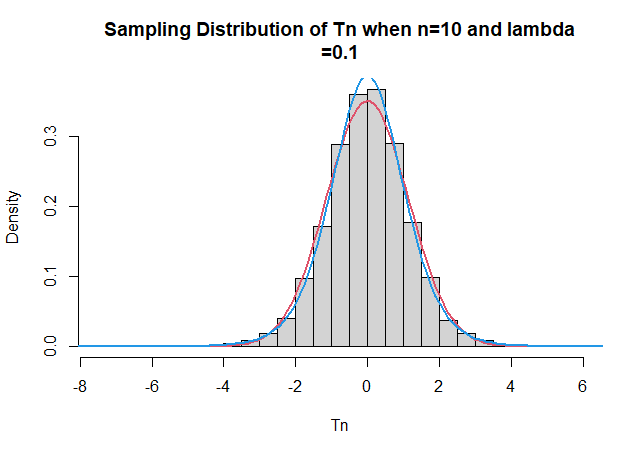 Sampling Distribution of Tn when n=10 and lambda
=0.1
Density
0.3
0.2
0.1
0.0
-8 -6 -4 -2 0 2 4 6
Tn